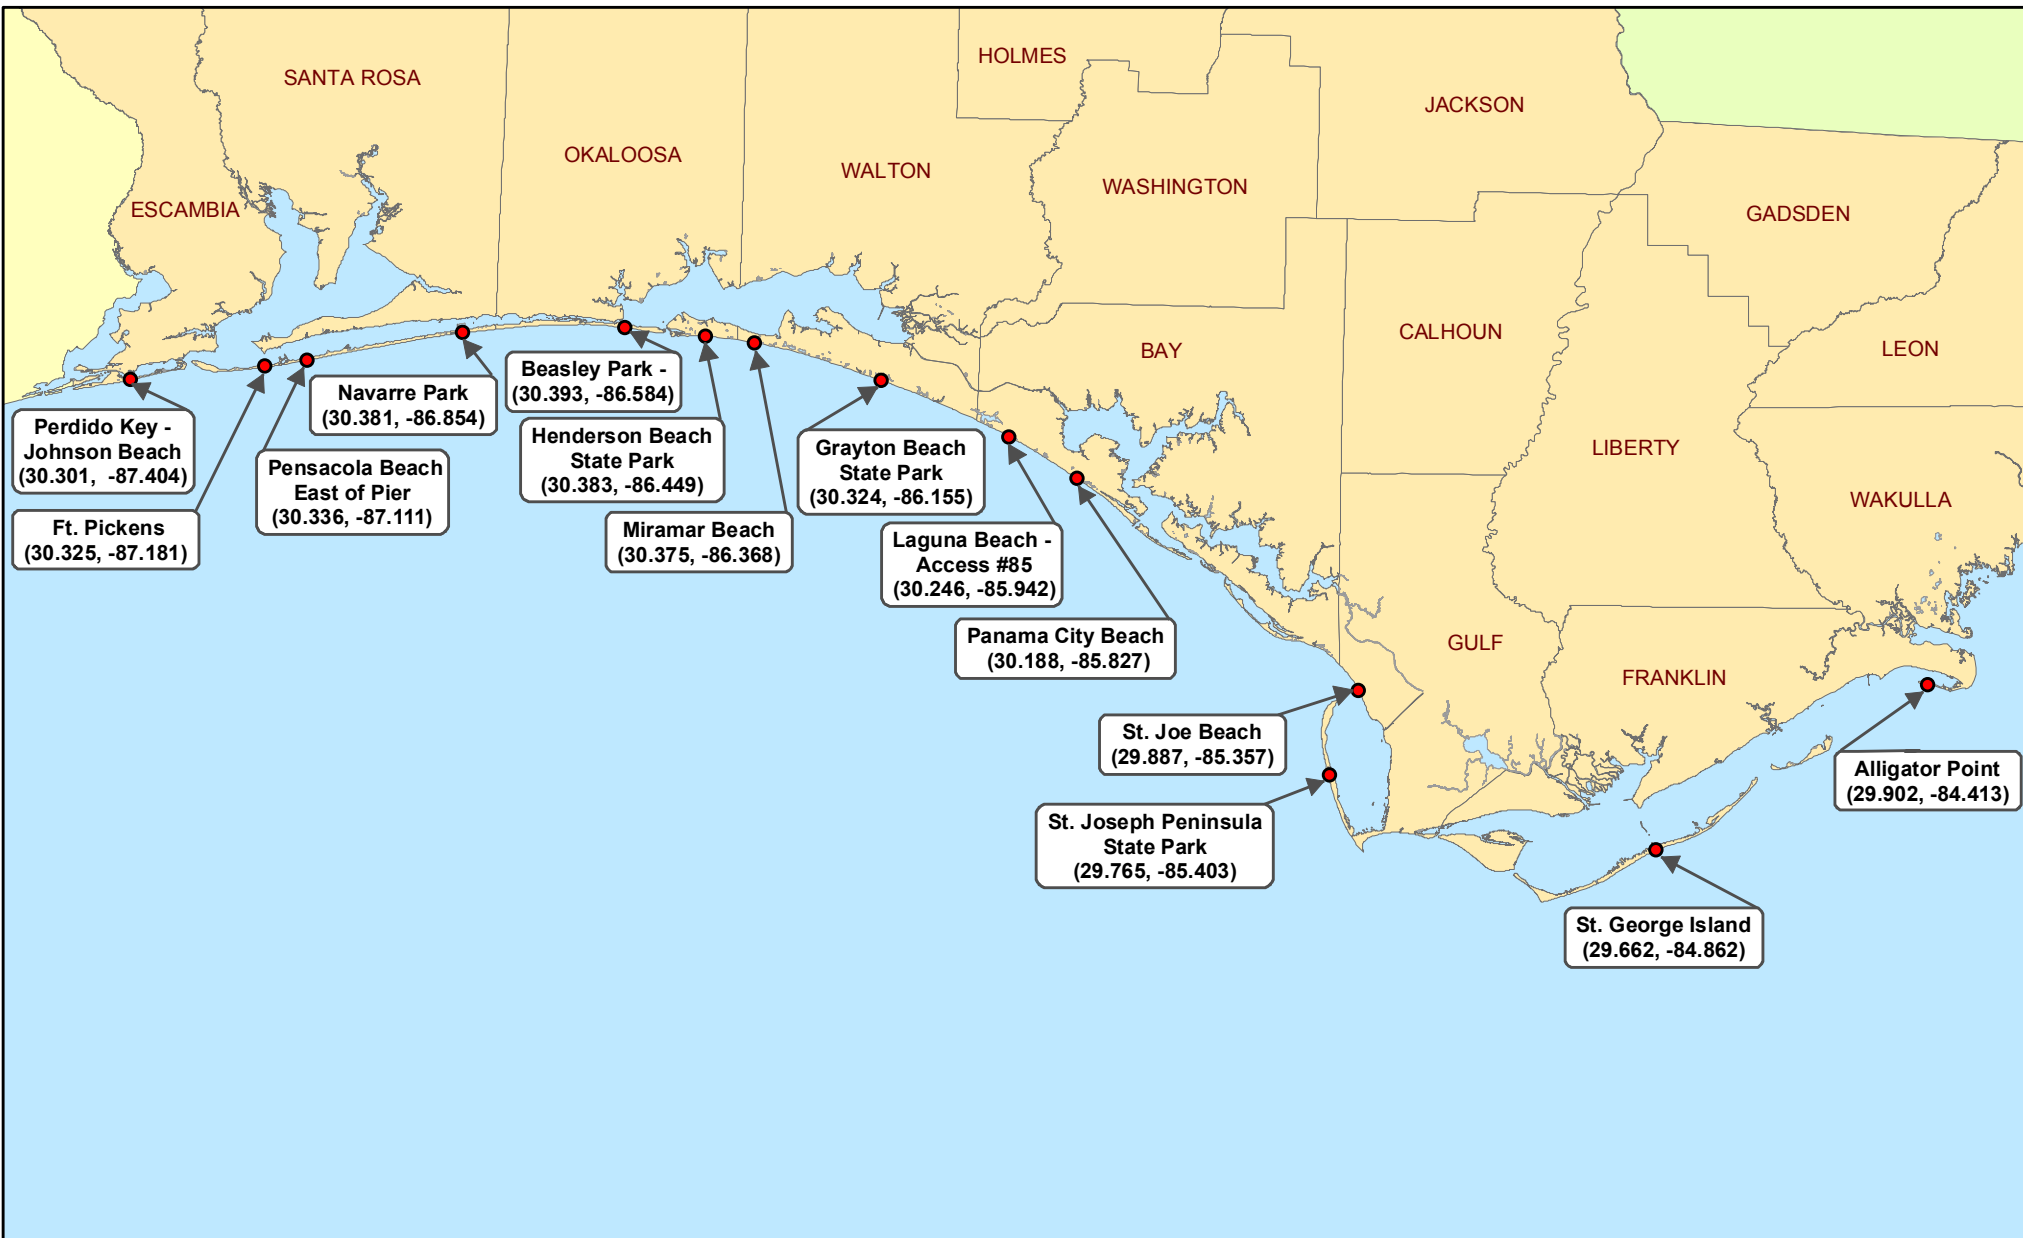 HOLMES
SANTA ROSA
JACKSON
OKALOOSA
WALTON
WASHINGTON
ESCAMBIA
GADSDEN
CALHOUN
BAY
LEON
LIBERTY
WAKULLA
GULF
FRANKLIN
Perdido Key -
Johnson Beach
(30.301, -87.404)
Ft. Pickens
(30.325, -87.181)
Pensacola Beach
East of Pier
(30.336, -87.111)
Navarre Park
(30.381, -86.854)
Beasley Park -
(30.393, -86.584)
Henderson Beach
State Park
(30.383, -86.449)
Miramar Beach
(30.375, -86.368)
Grayton Beach
State Park
(30.324, -86.155)
Laguna Beach -
Access #85
(30.246, -85.942)
Panama City Beach
(30.188, -85.827)
St. Joe Beach
(29.887, -85.357)
St. Joseph Peninsula
State Park
(29.765, -85.403)
St. George Island
(29.662, -84.862)
Alligator Point
(29.902, -84.413)